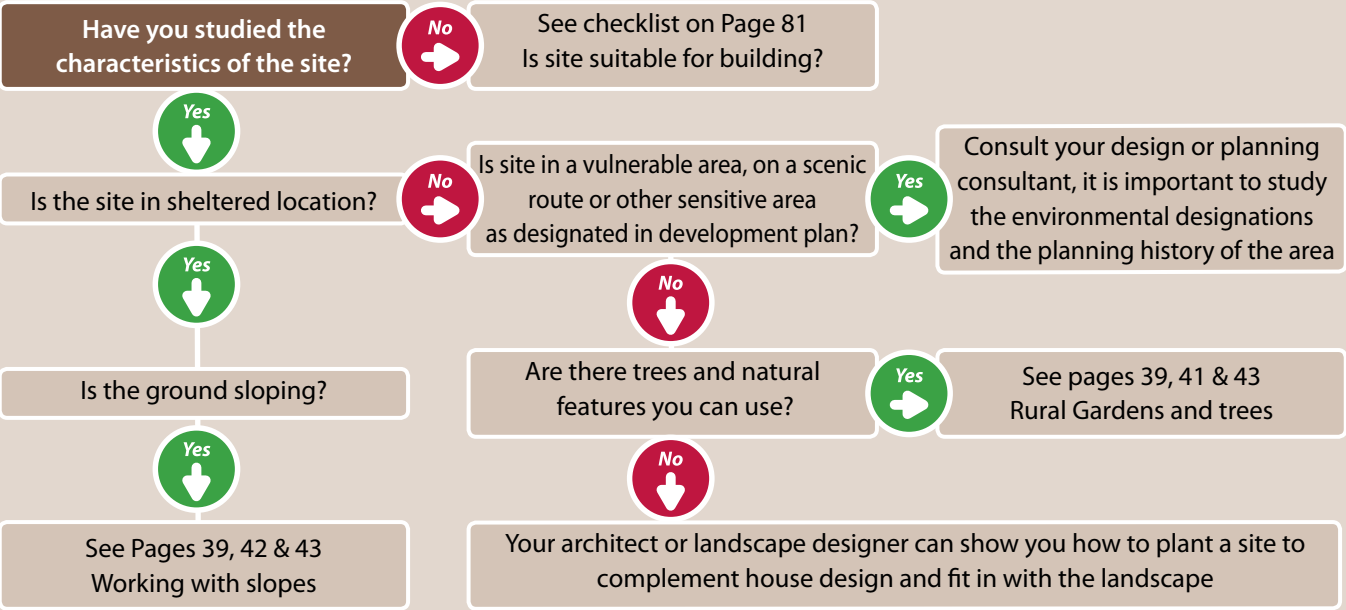 Have you studied the
characteristics of the site?
No
See checklist on Page 81
Is site suitable for building?
Yes
Is the site in sheltered location?
No
Is site in a vulnerable area, on a scenic
route or other sensitive area
as designated in development plan?
Yes
Consult your design or planning
consultant, it is important to study
the environmental designations
and the planning history of the area
Yes
No
Is the ground sloping?
Are there trees and natural
features you can use?
Yes
See pages 39, 41 & 43
Rural Gardens and trees
Yes
No
See Pages 39, 42 & 43
Working with slopes
Your architect or landscape designer can show you how to plant a site to
complement house design and fit in with the landscape